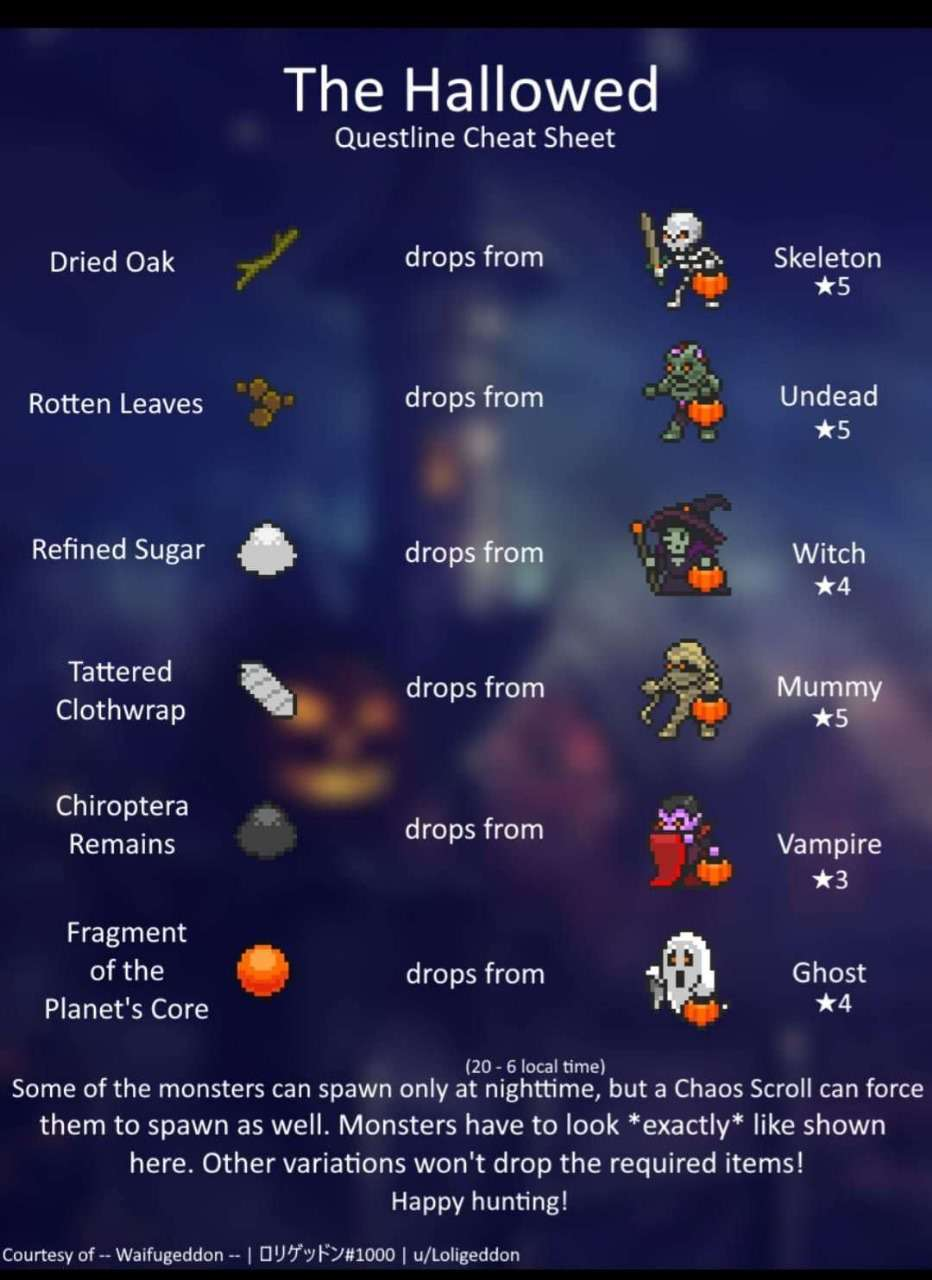 The Hallowed
Questline Cheat Sheet
Dried Oak drops from Skeleton
★5
Rotten Leaves drops from Undead
★5
Refined Sugar drops from Witch
★4
Tattered
Clothwrap drops from Mummy
★5
Chiroptera
Remains drops from Vampire
★3
Fragment
of the
Planet's Core drops from Ghost
★4
(20 - 6 local time)
Some of the monsters can spawn only at nighttime, but a Chaos Scroll can force
them to spawn as well. Monsters have to look *exactly* like shown
here. Other variations won't drop the required items!
Happy hunting!
Courtesy of -- Waifugeddon -- | ロリゲッドン#1000 | u/Loligeddon